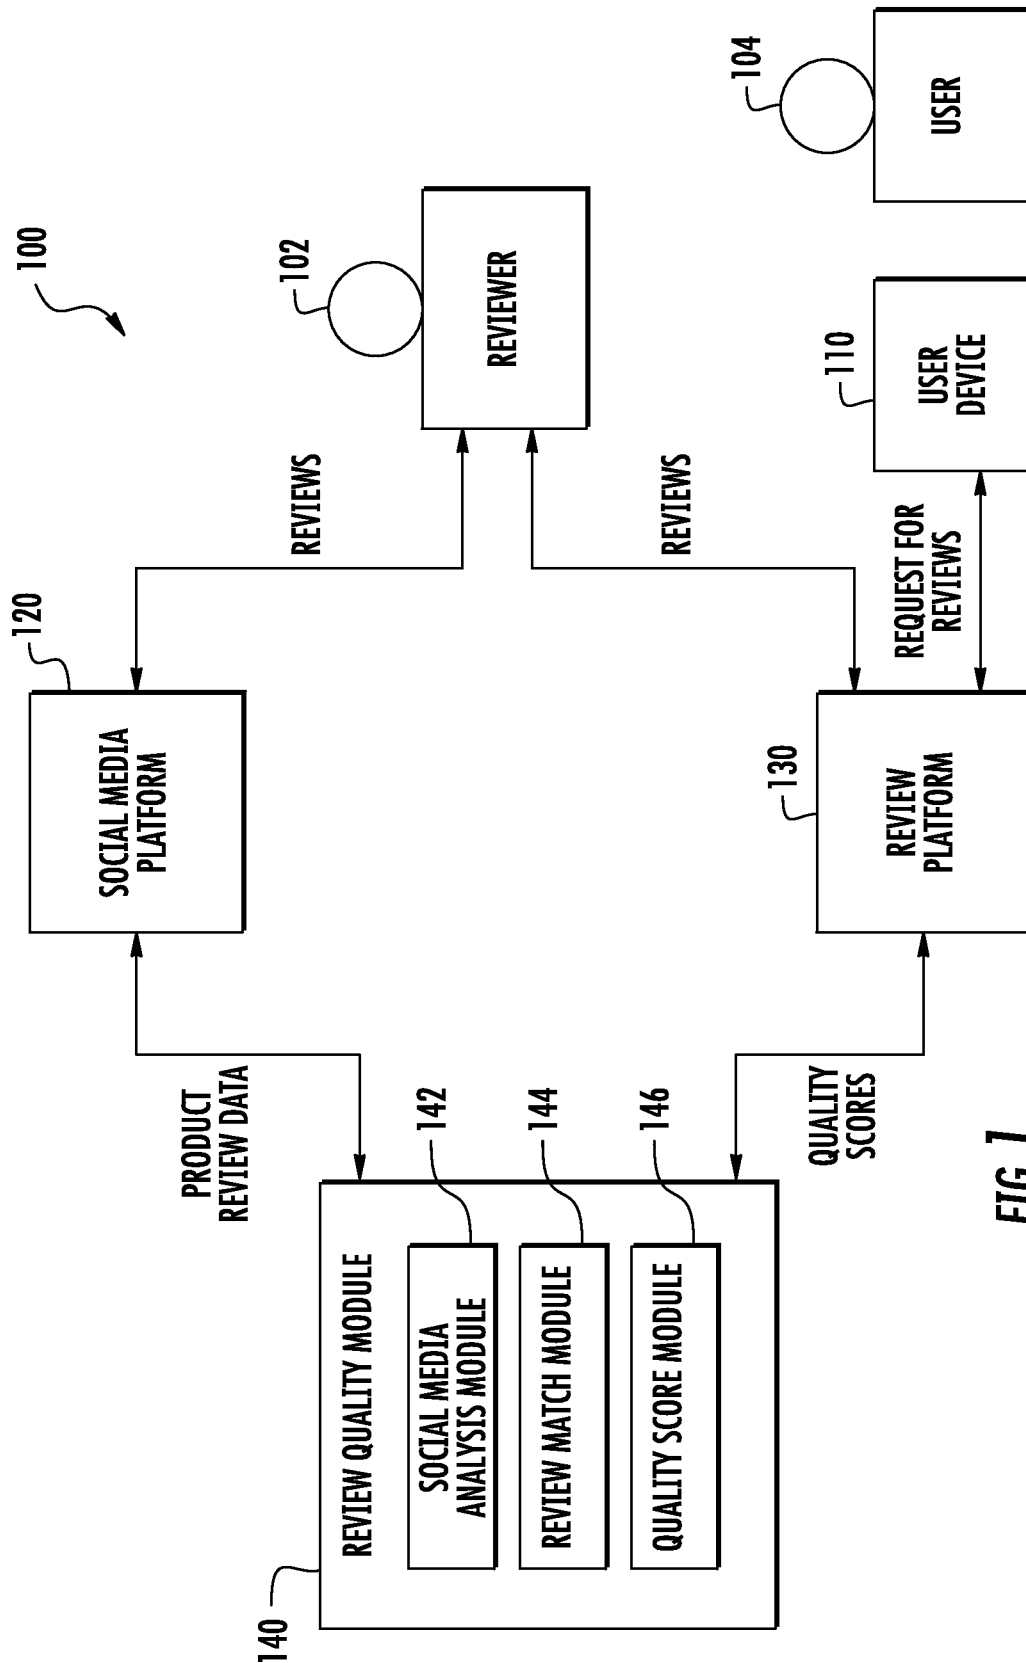 100
140
REVIEW QUALITY MODULE
SOCIAL MEDIA
ANALYSIS MODULE
142
REVIEW MATCH MODULE
144
QUALITY SCORE MODULE
146
PRODUCT
REVIEW DATA
QUALITY
SCORES
SOCIAL MEDIA
PLATFORM
120
REVIEW
PLATFORM
130
REVIEWS
REVIEWS
REVIEWER
102
REQUEST FOR
REVIEWS
USER
DEVICE
110
USER
104
FIG. 1